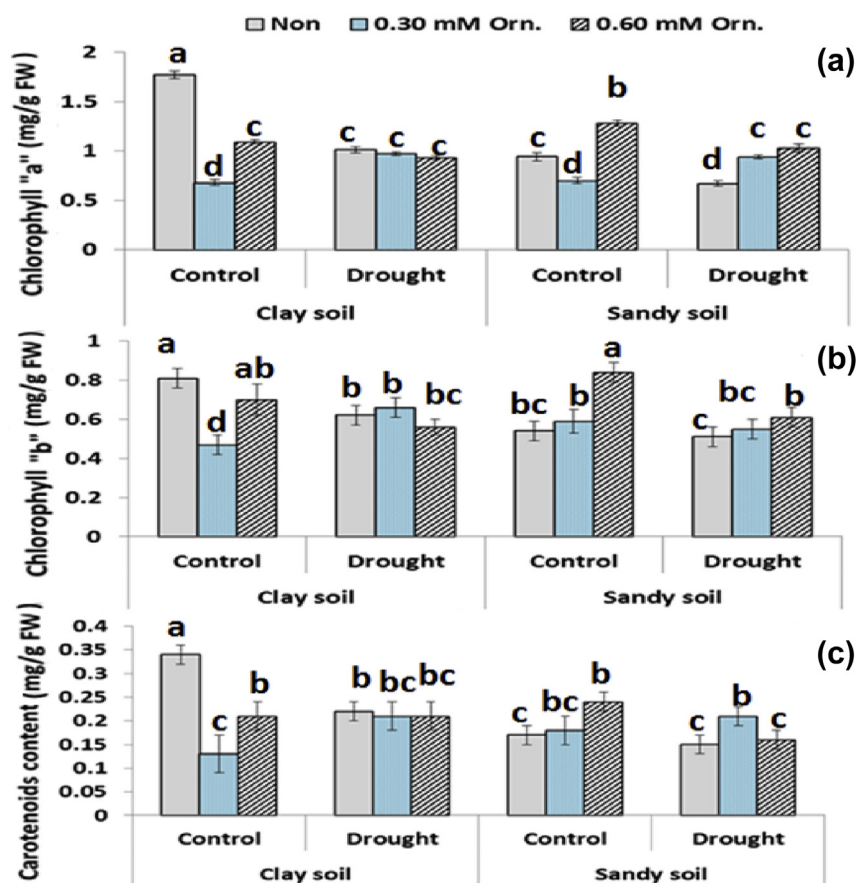 Non 0.30 mM Orn. 0.60 mM Orn.
(a)
Chlorophyll "a" (mg/g FW)
2
1.5
1
0.5
0
a d c c c c c d b d c c
Control Drought Control Drought
Clay soil Sandy soil
(b)
Chlorophyll "b" (mg/g FW)
1
0.8
0.6
0.4
0.2
0
a d ab b b bc bc b a c bc b
Control Drought Control Drought
Clay soil Sandy soil
(c)
Carotenoids content (mg/g FW)
0.4
0.35
0.3
0.25
0.2
0.15
0.1
0.05
0
a c b b bc bc c bc b c b c
Control Drought Control Drought
Clay soil Sandy soil